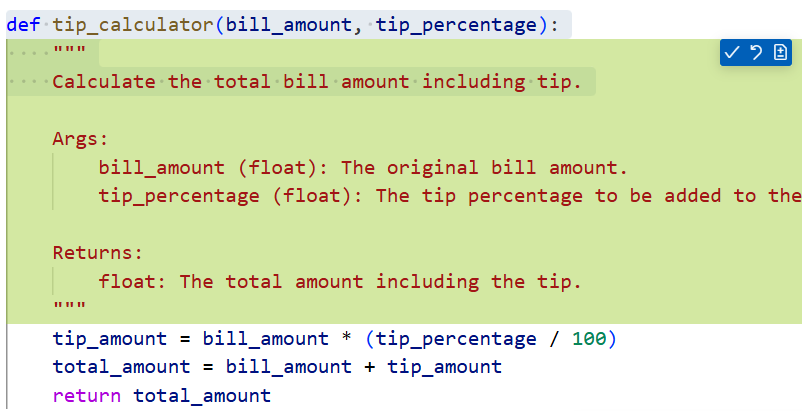 def tip_calculator(bill_amount, tip_percentage):
    """
    Calculate the total bill amount including tip.

    Args:
        bill_amount (float): The original bill amount.
        tip_percentage (float): The tip percentage to be added to the

    Returns:
        float: The total amount including the tip.
    """
    tip_amount = bill_amount * (tip_percentage / 100)
    total_amount = bill_amount + tip_amount
    return total_amount